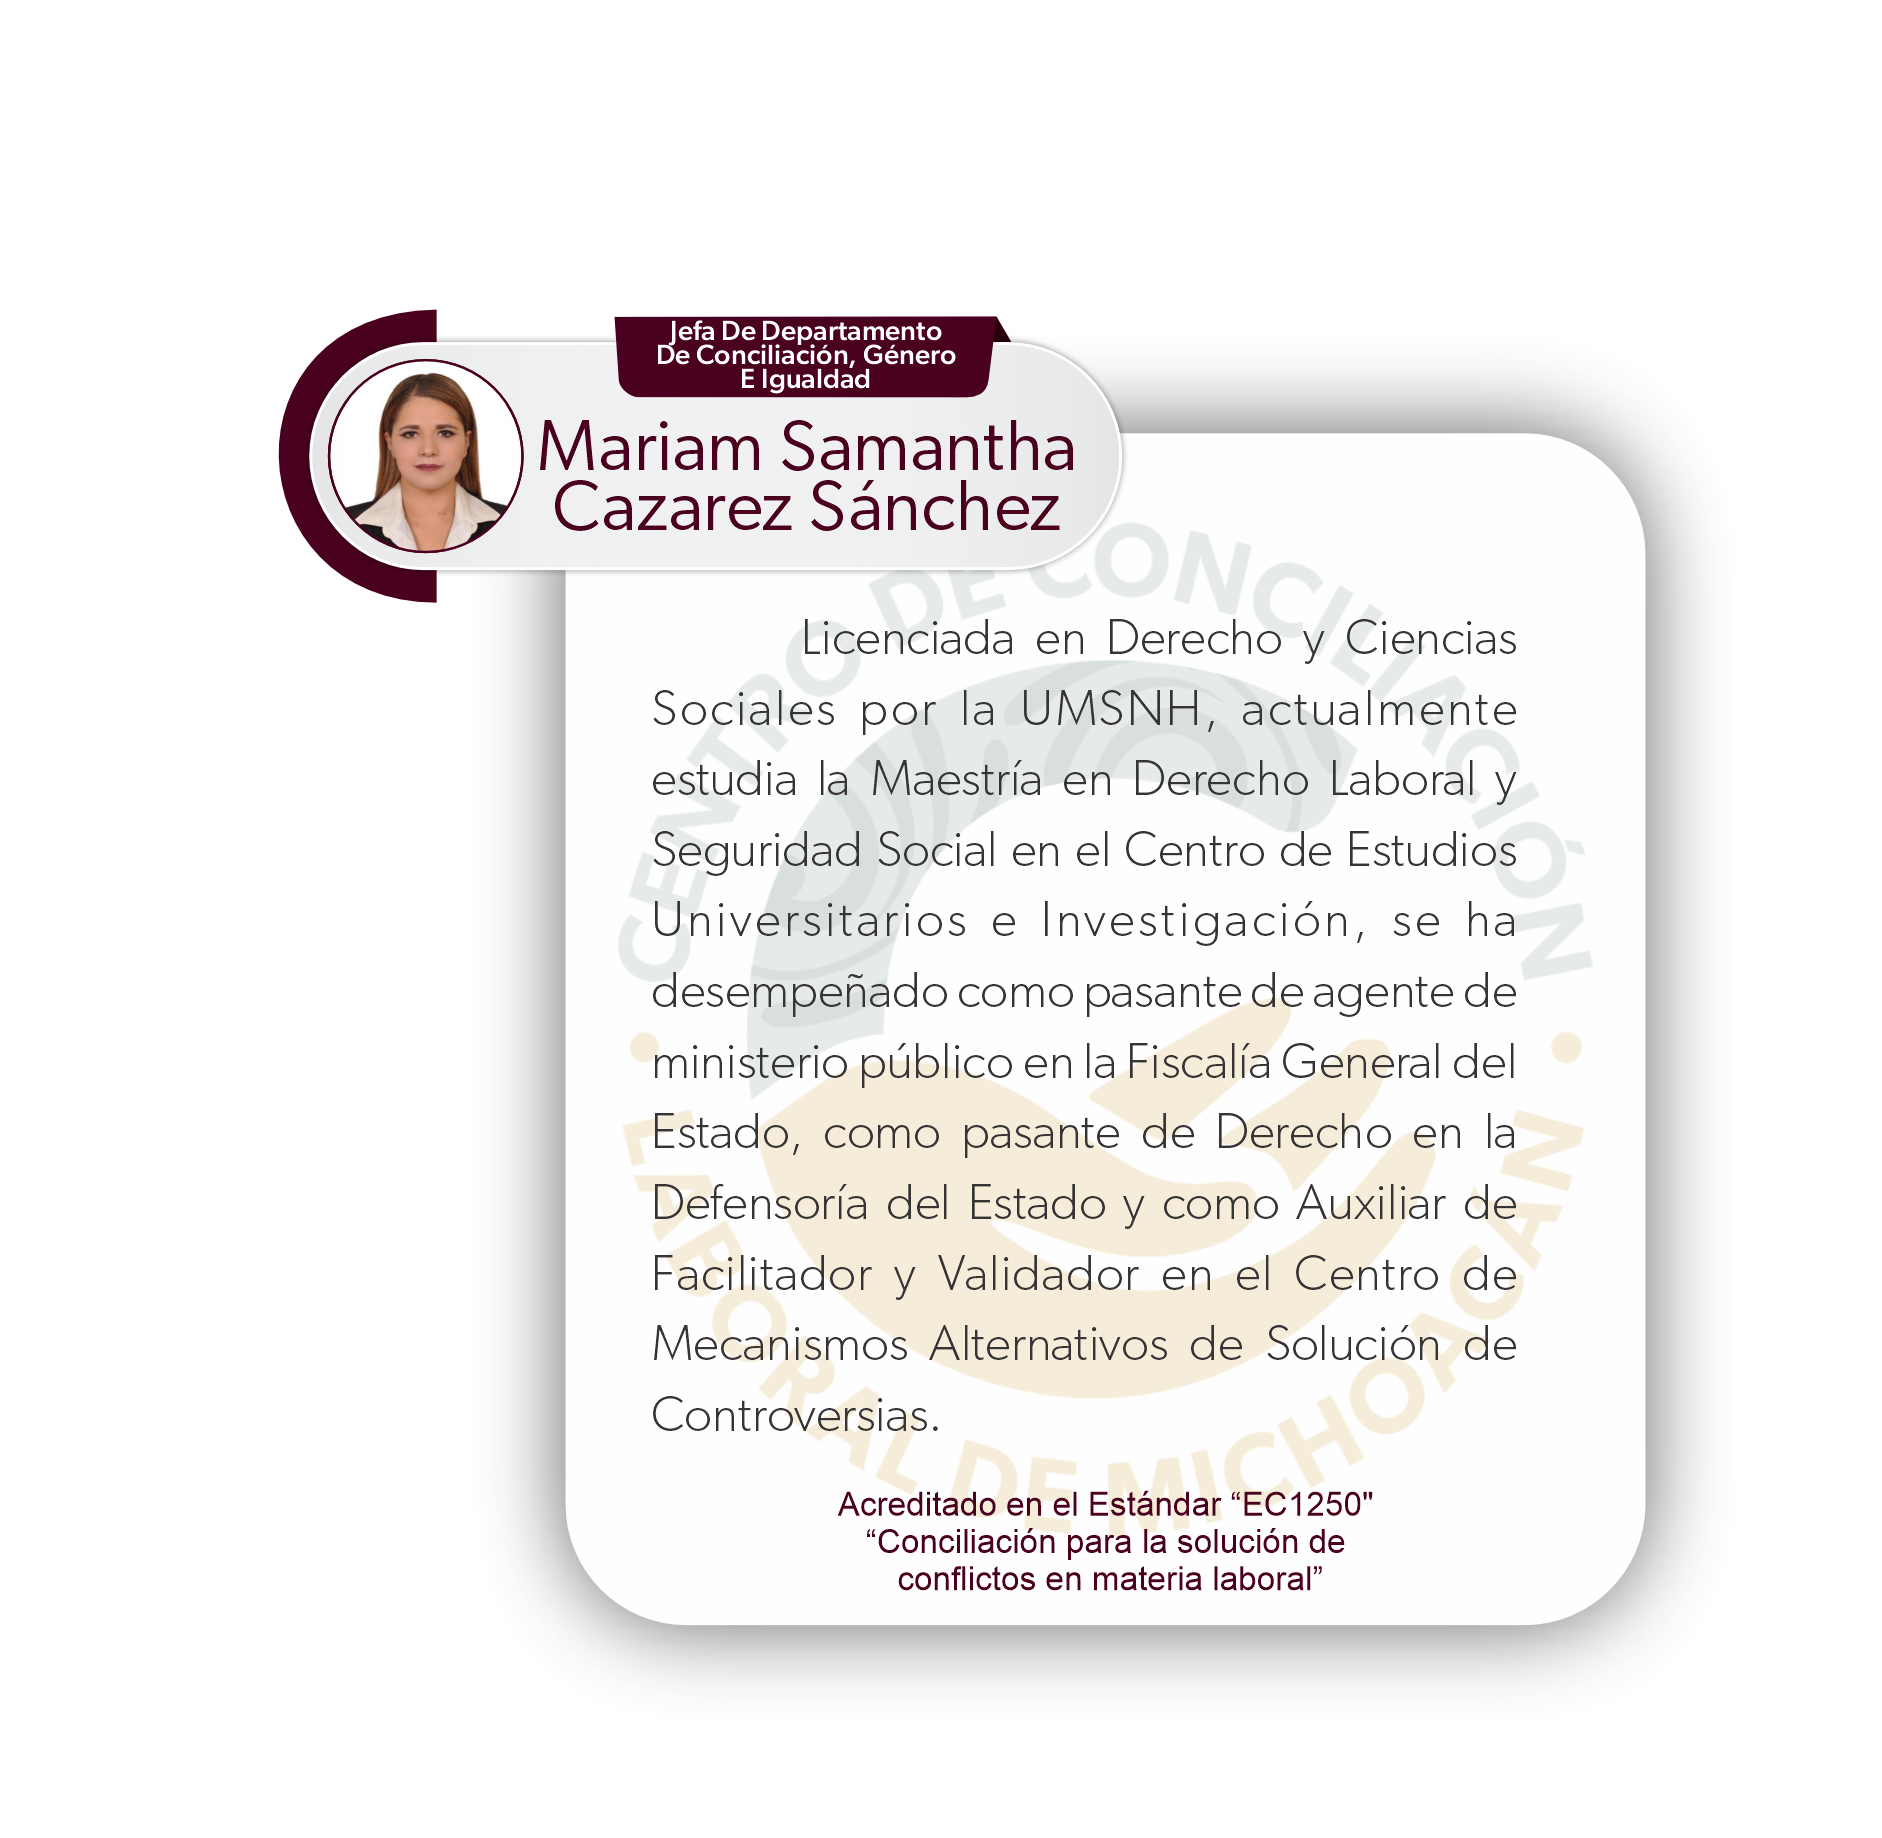 Jefa De Departamento
De Conciliación, Género
E Igualdad
Mariam Samantha
Cazarez Sánchez
CENTRO DE CONCILIACIÓN
Licenciada en Derecho y Ciencias
Sociales por la UMSNH, actualmente
estudia la Maestría en Derecho Laboral y
Seguridad Social en el Centro de Estudios
Universitarios e Investigación, se ha
desempeñado como pasante de agente de
ministerio público en la Fiscalía General del
Estado, como pasante de Derecho en la
Defensoría del Estado y como Auxiliar de
Facilitador y Validador en el Centro de
Mecanismos Alternativos de Solución de
Controversias.
• LABORAL DE MICHOACÁN •
Acreditado en el Estándar “EC1250"
“Conciliación para la solución de
conflictos en materia laboral”